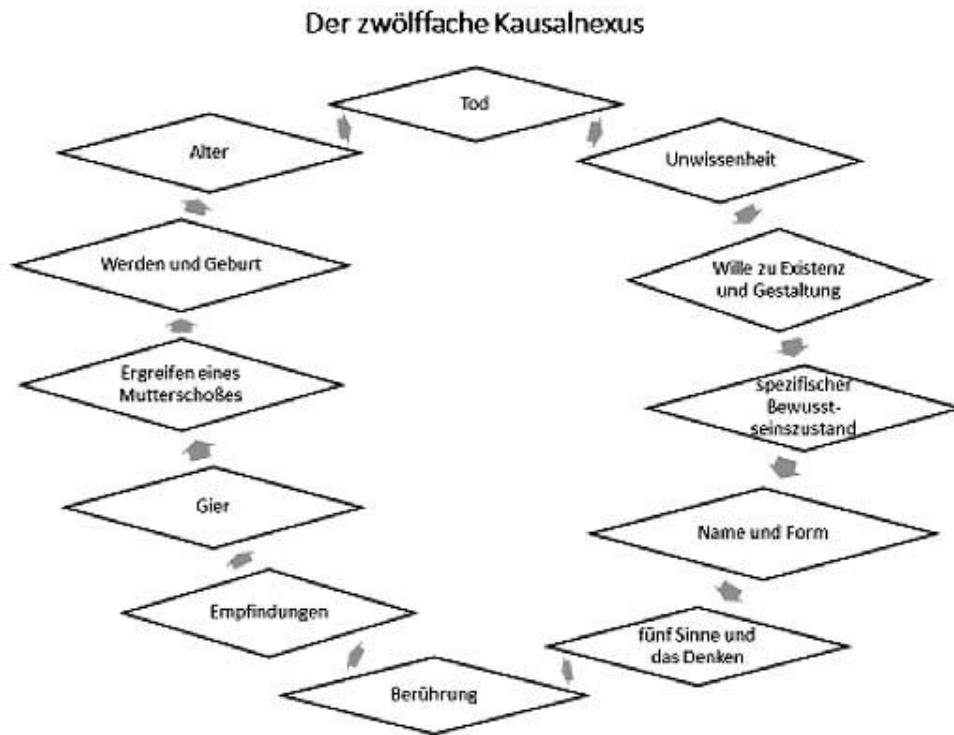 Der zwölffache Kausalnexus
Tod
Unwissenheit
Wille zu Existenz
und Gestaltung
spezifischer
Bewusst-
seinszustand
Name und Form
fünf Sinne und
das Denken
Berührung
Empfindungen
Gier
Ergreifen eines
Mutterschoßes
Werden und Geburt
Alter